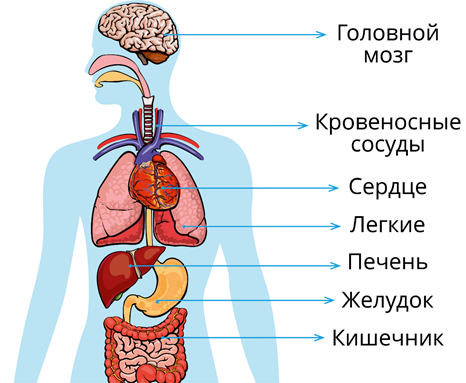 Головной
мозг
Кровеносные
сосуды
Сердце
Легкие
Печень
Желудок
Кишечник